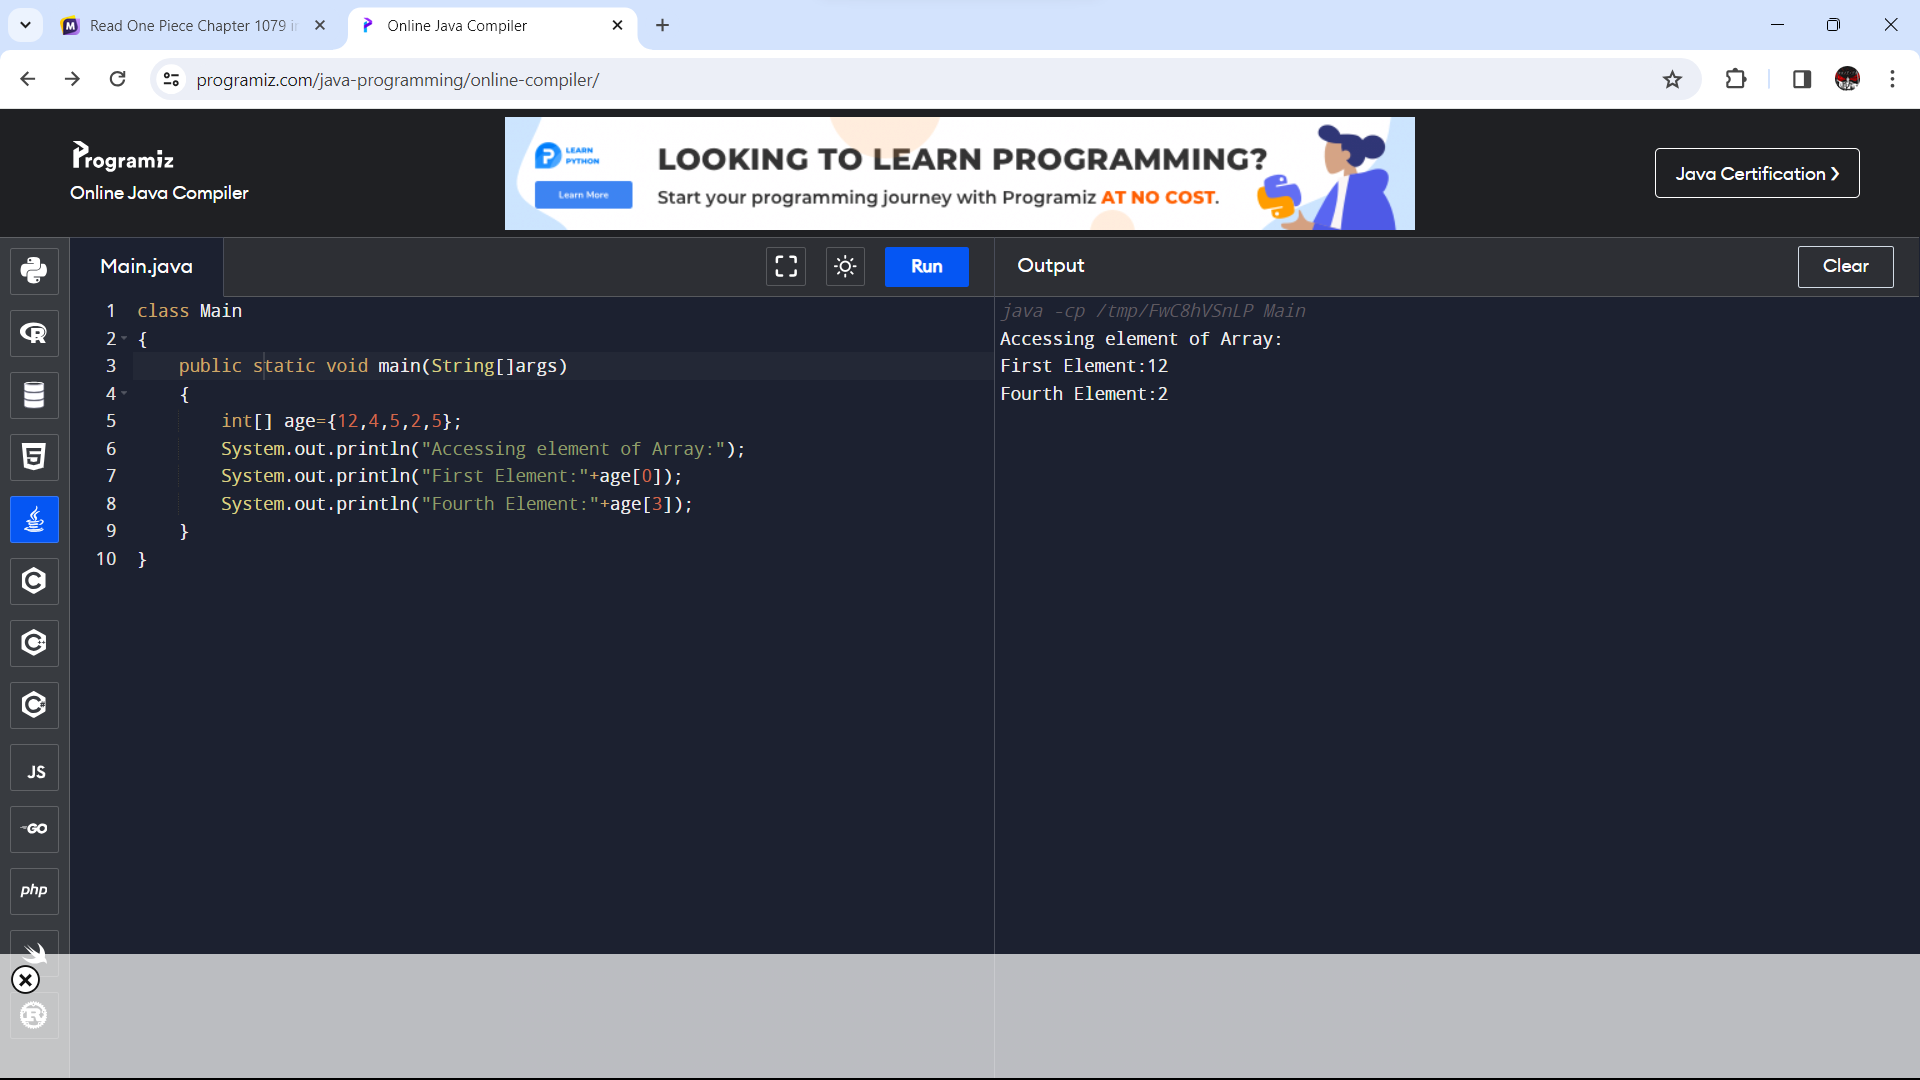 Read One Piece Chapter 1079 in
Online Java Compiler
programiz.com/java-programming/online-compiler/
Programiz
Online Java Compiler
LEARN
PYTHON
Learn More
LOOKING TO LEARN PROGRAMMING?
Start your programming journey with Programiz AT NO COST.
Java Certification ❯
Main.java
Run
Output
Clear
1 class Main
2 {
3     public static void main(String[]args)
4     {
5         int[] age={12,4,5,2,5};
6         System.out.println("Accessing element of Array:");
7         System.out.println("First Element:"+age[0]);
8         System.out.println("Fourth Element:"+age[3]);
9     }
10 }
java -cp /tmp/FwC8hVSnLP Main
Accessing element of Array:
First Element:12
Fourth Element:2
JS
GO
php